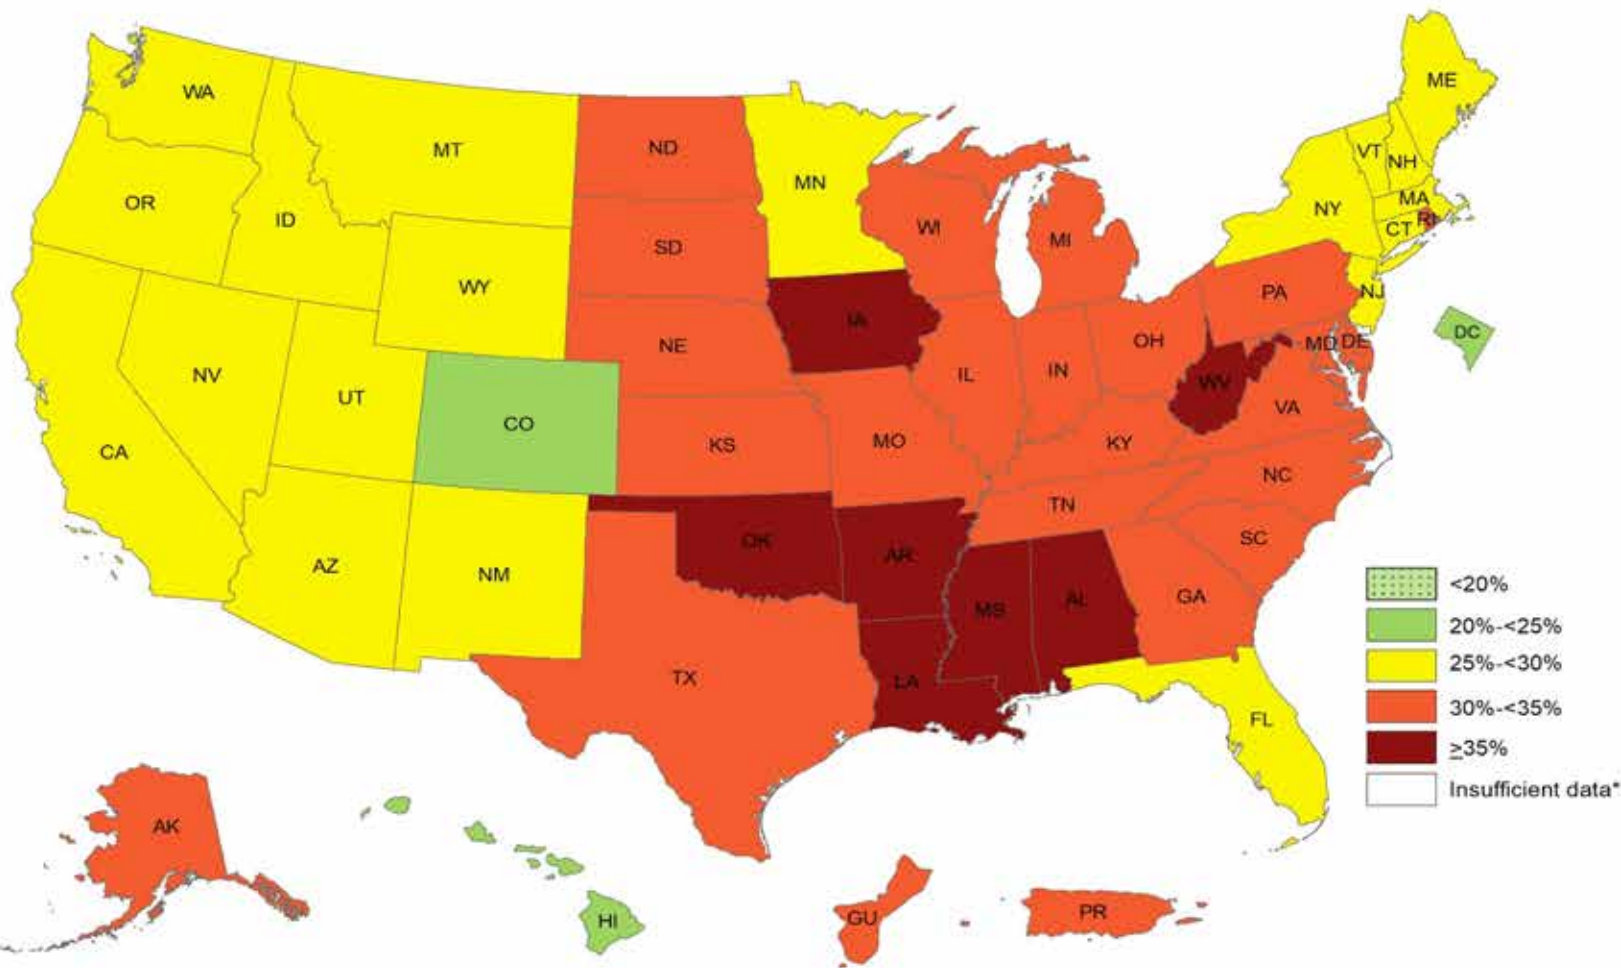 ME
WA
MT
ND
VT
NH
MN
OR
ID
MA
NY
RI
CT
WI
SD
MI
WY
PA
NJ
IA
DC
NE
OH
MD
DE
NV
IL
IN
UT
WV
VA
CO
CA
KS
MO
KY
NC
TN
OK
SC
AR
AZ
NM
MS
AL
GA
<20%
20%-<25%
25%-<30%
TX
LA
30%-<35%
FL
≥35%
Insufficient data*
AK
HI
GU
PR